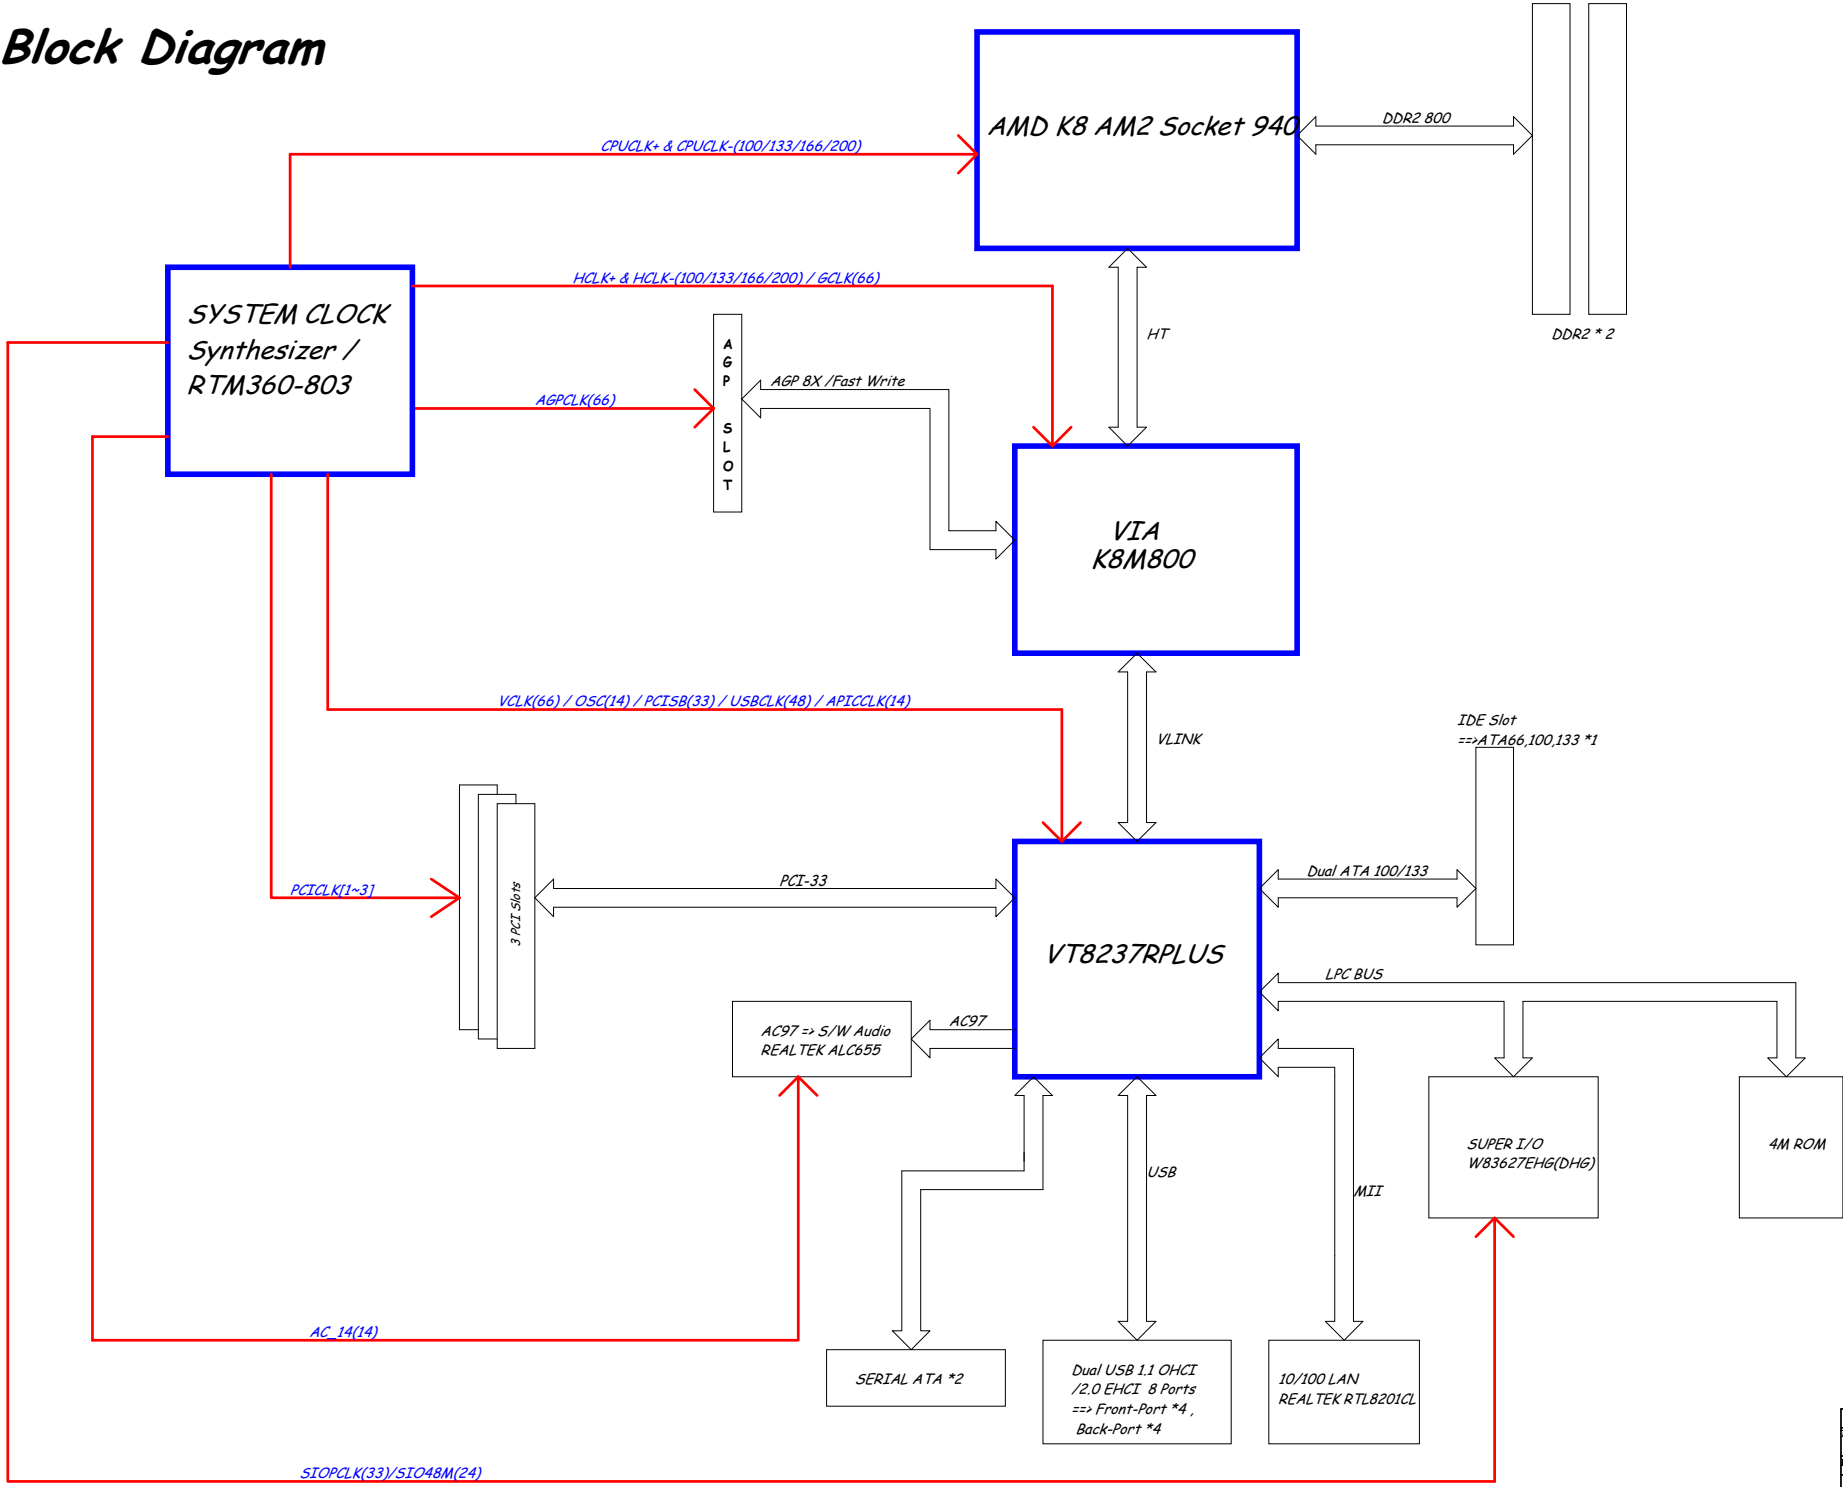 Block Diagram
AMD K8 AM2 Socket 940
DDR2 800
CPUCLK+ & CPUCLK-(100/133/166/200)
HCLK+ & HCLK-(100/133/166/200) / GCLK(66)
SYSTEM CLOCK
Synthesizer /
RTM360-803
HT
DDR2 * 2
AGP SLOT
AGP 8X /Fast Write
AGPCLK(66)
VIA
K8M800
VCLK(66) / OSC(14) / PCISB(33) / USBCLK(48) / APICCLK(14)
VLINK
IDE Slot
==>ATA66,100,133 *1
PCICLK[1~3]
3 PCI Slots
PCI-33
Dual ATA 100/133
VT8237RPLUS
LPC BUS
AC97 => S/W Audio
REALTEK ALC655
AC97
SUPER I/O
W83627EHG(DHG)
4M ROM
USB
MII
AC_14(14)
SERIAL ATA *2
Dual USB 1.1 OHCI
/2.0 EHCI 8 Ports
==> Front-Port *4 ,
Back-Port *4
10/100 LAN
REALTEK RTL8201CL
SIOPCLK(33)/SIO48M(24)